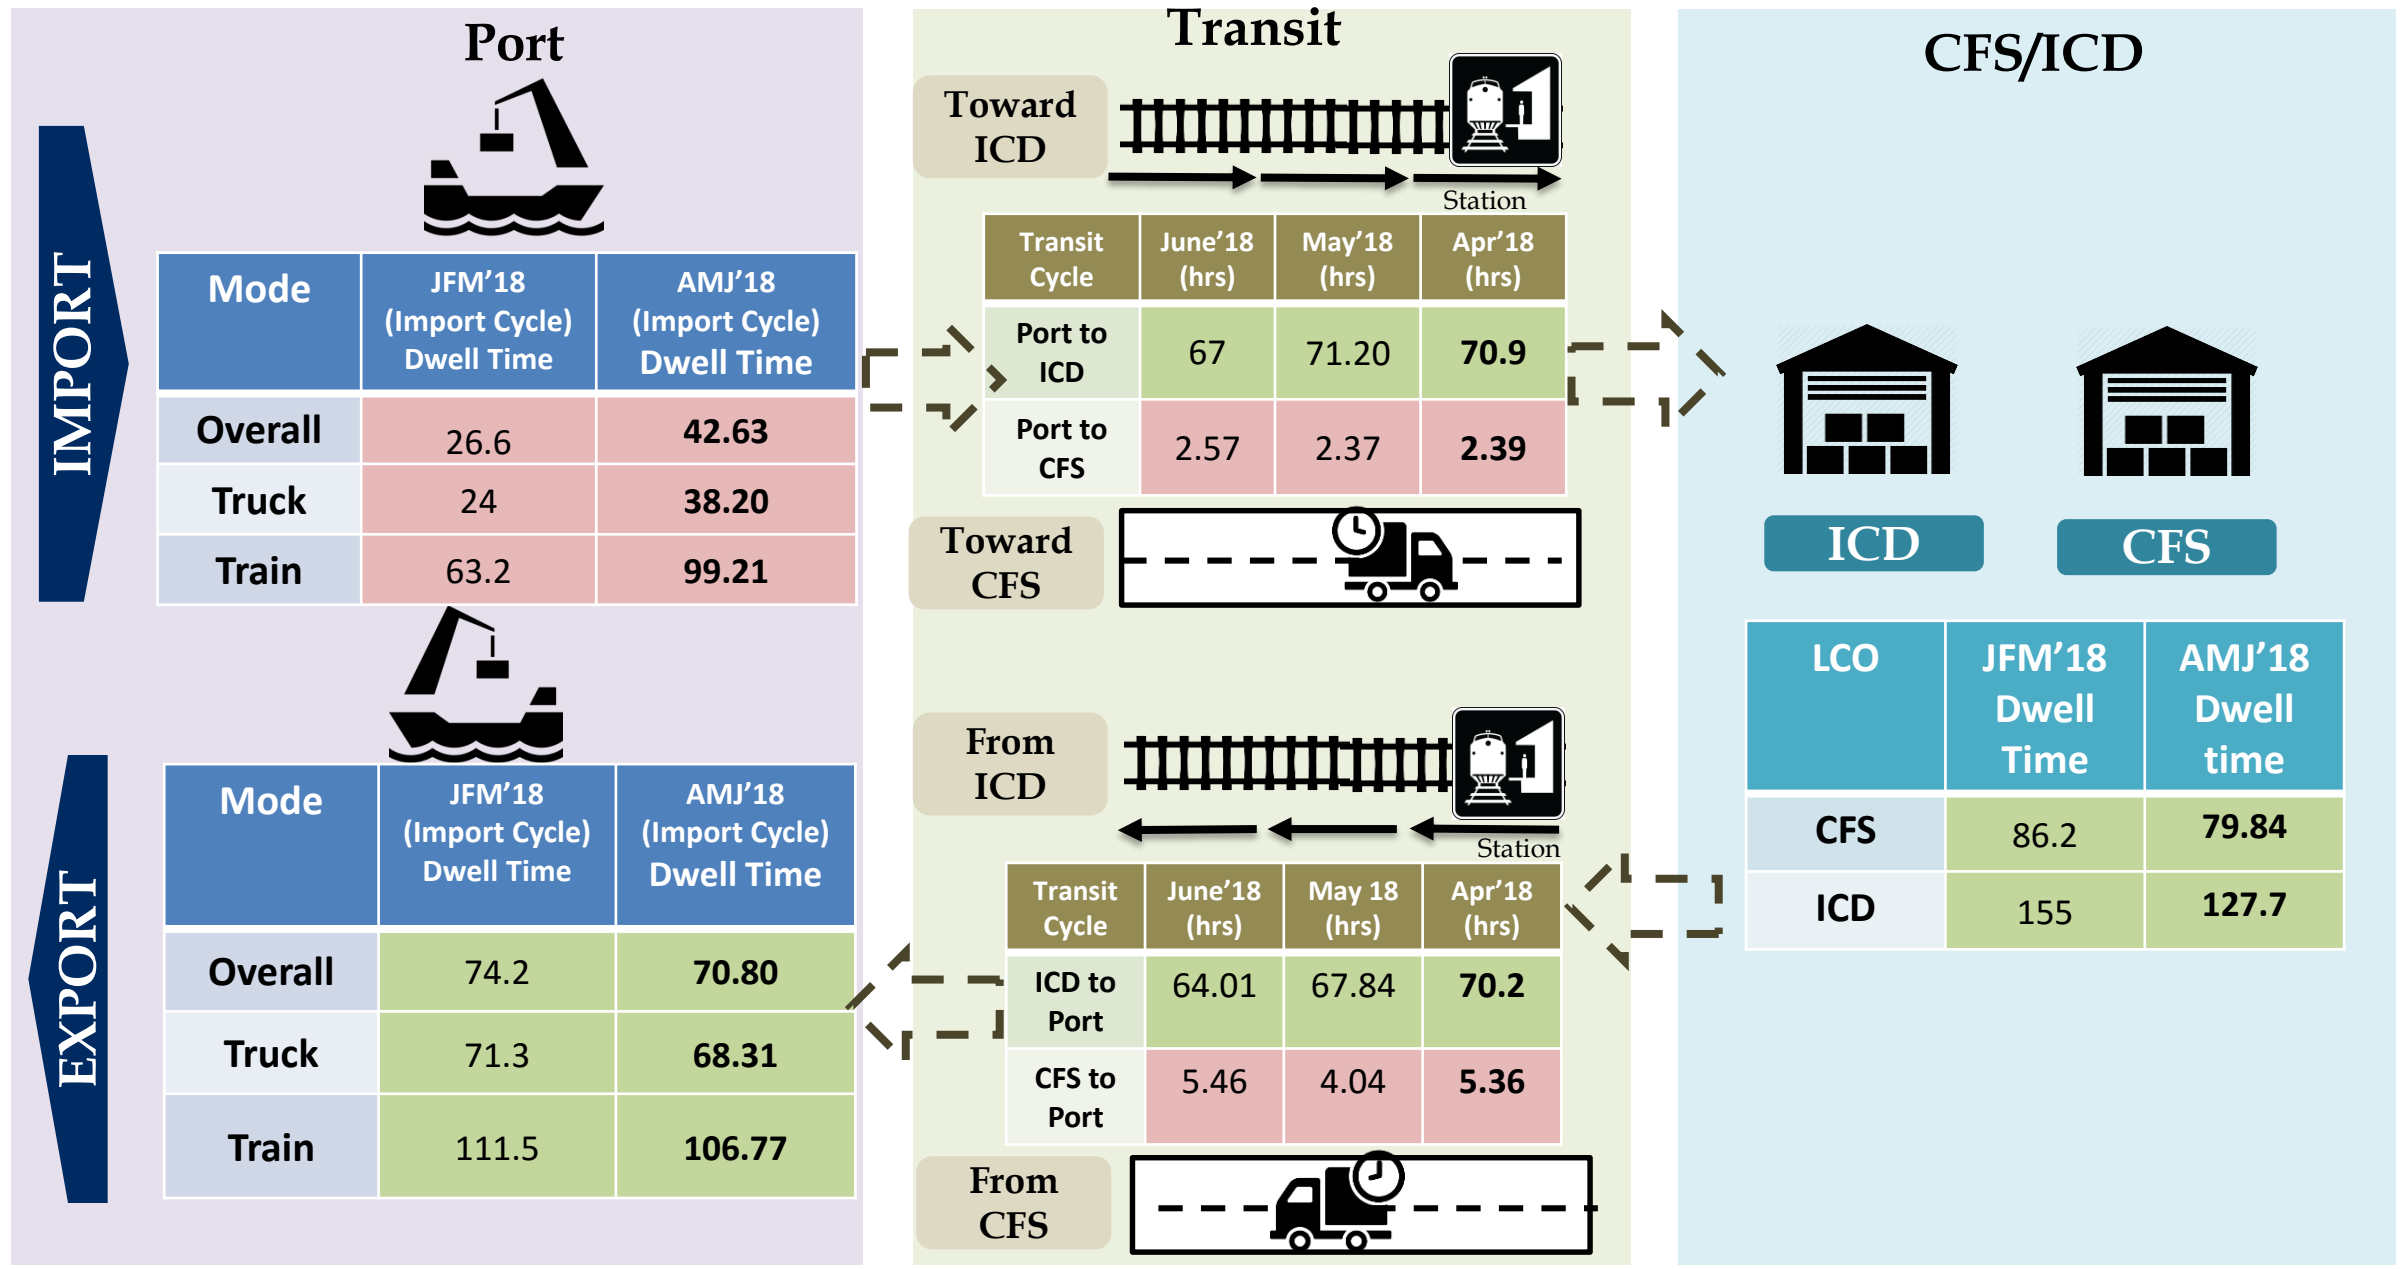 Port
Transit
CFS/ICD
IMPORT
Mode
JFM’18
(Import Cycle)
Dwell Time
AMJ’18
(Import Cycle)
Dwell Time
Overall
26.6
42.63
Truck
24
38.20
Train
63.2
99.21
Toward
ICD
Station
Transit
Cycle
June’18
(hrs)
May’18
(hrs)
Apr’18
(hrs)
Port to
ICD
67
71.20
70.9
Port to
CFS
2.57
2.37
2.39
Toward
CFS
ICD
CFS
LCO
JFM’18
Dwell
Time
AMJ’18
Dwell
time
CFS
86.2
79.84
ICD
155
127.7
EXPORT
Mode
JFM’18
(Import Cycle)
Dwell Time
AMJ’18
(Import Cycle)
Dwell Time
Overall
74.2
70.80
Truck
71.3
68.31
Train
111.5
106.77
From
ICD
Station
Transit
Cycle
June’18
(hrs)
May 18
(hrs)
Apr’18
(hrs)
ICD to
Port
64.01
67.84
70.2
CFS to
Port
5.46
4.04
5.36
From
CFS